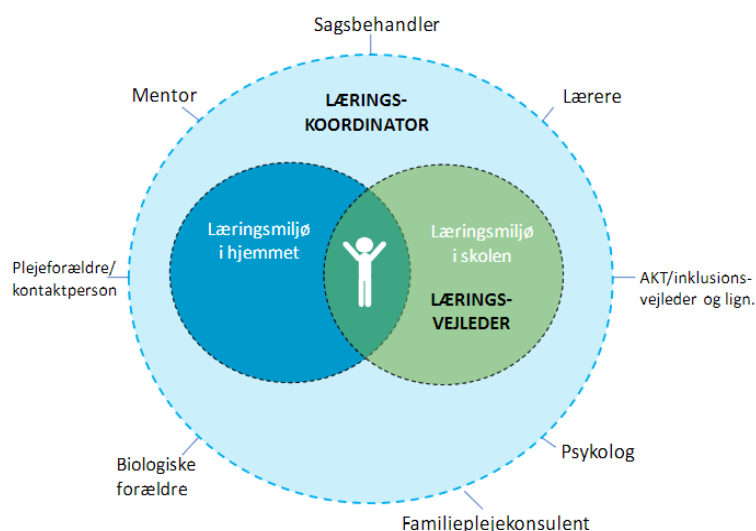 Sagsbehandler
Mentor
Lærere
LÆRINGS-
KOORDINATOR
Læringsmiljø
i hjemmet
Læringsmiljø
i skolen
LÆRINGS-
VEJLEDER
Plejeforældre/
kontaktperson
AKT/inklusions-
vejleder og lign.
Biologiske
forældre
Psykolog
Familieplejekonsulent